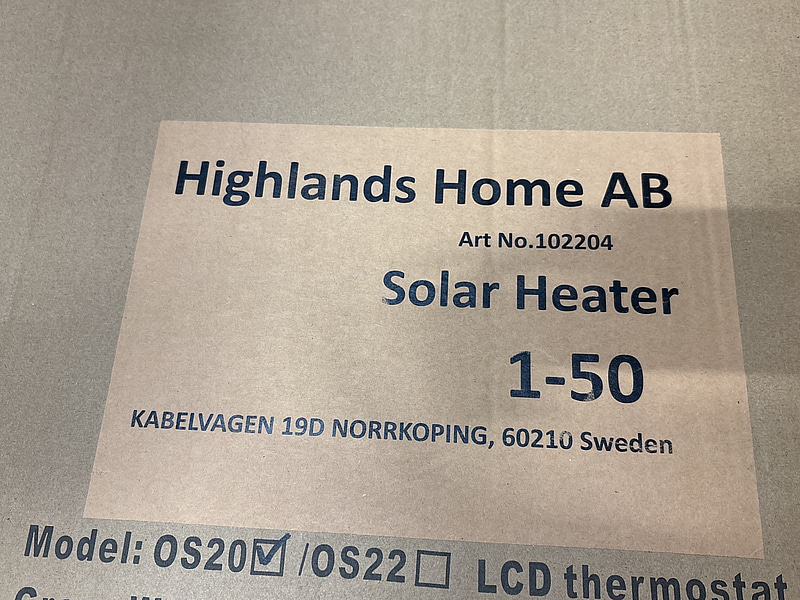 Highlands Home AB
Art No.102204
Solar Heater
1-50
KABELVAGEN 19D NORRKOPING, 60210 Sweden
Model: OS20☑/OS22☐ LCD thermostat